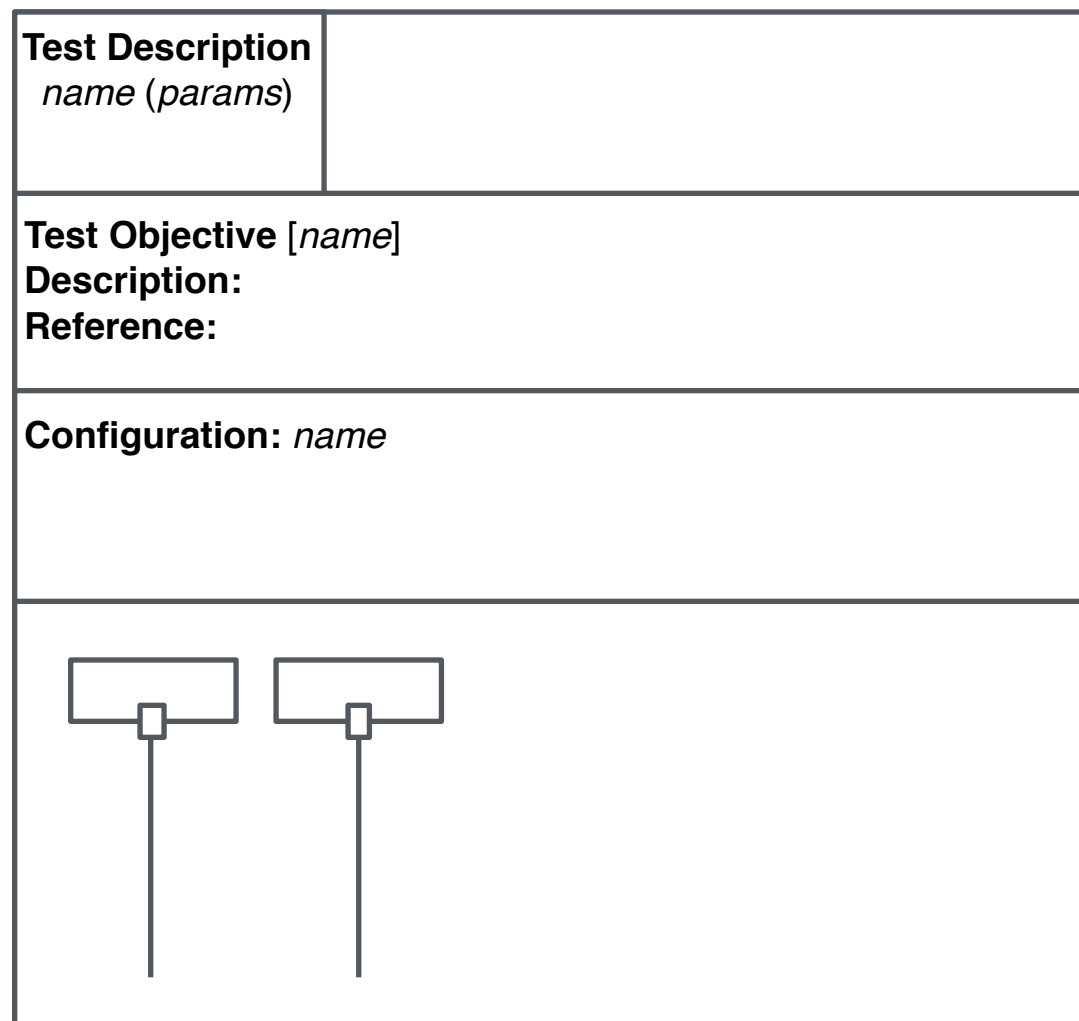 Test Description
name (params)
Test Objective [name]
Description:
Reference:
Configuration: name